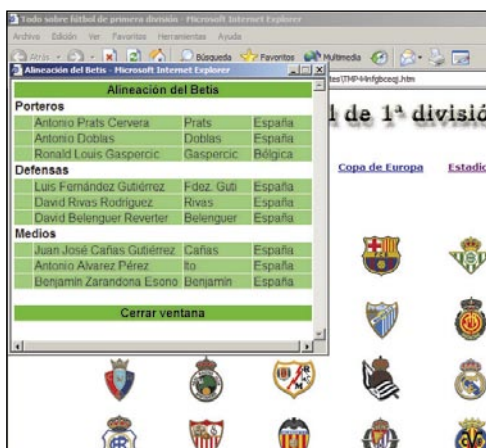 Todo sobre fútbol de primera división - Microsoft Internet Explorer
Archivo Edición Ver Favoritos Herramientas Ayuda
Atrás Búsqueda Favoritos Multimedia
Alineación del Betis - Microsoft Internet Explorer
Alineación del Betis
Porteros
Antonio Prats Cervera Prats España
Antonio Doblas Doblas España
Ronald Louis Gaspercic Gaspercic Bélgica
Defensas
Luis Fernández Gutiérrez Fdez. Guti España
David Rivas Rodríguez Rivas España
David Belenguer Reverter Belenguer España
Medios
Juan José Cañas Gutiérrez Cañas España
Antonio Alvarez Pérez Ito España
Benjamín Zarandona Esono Benjamín España
Cerrar ventana
l de 1ª divisió
Copa de Europa Estadio